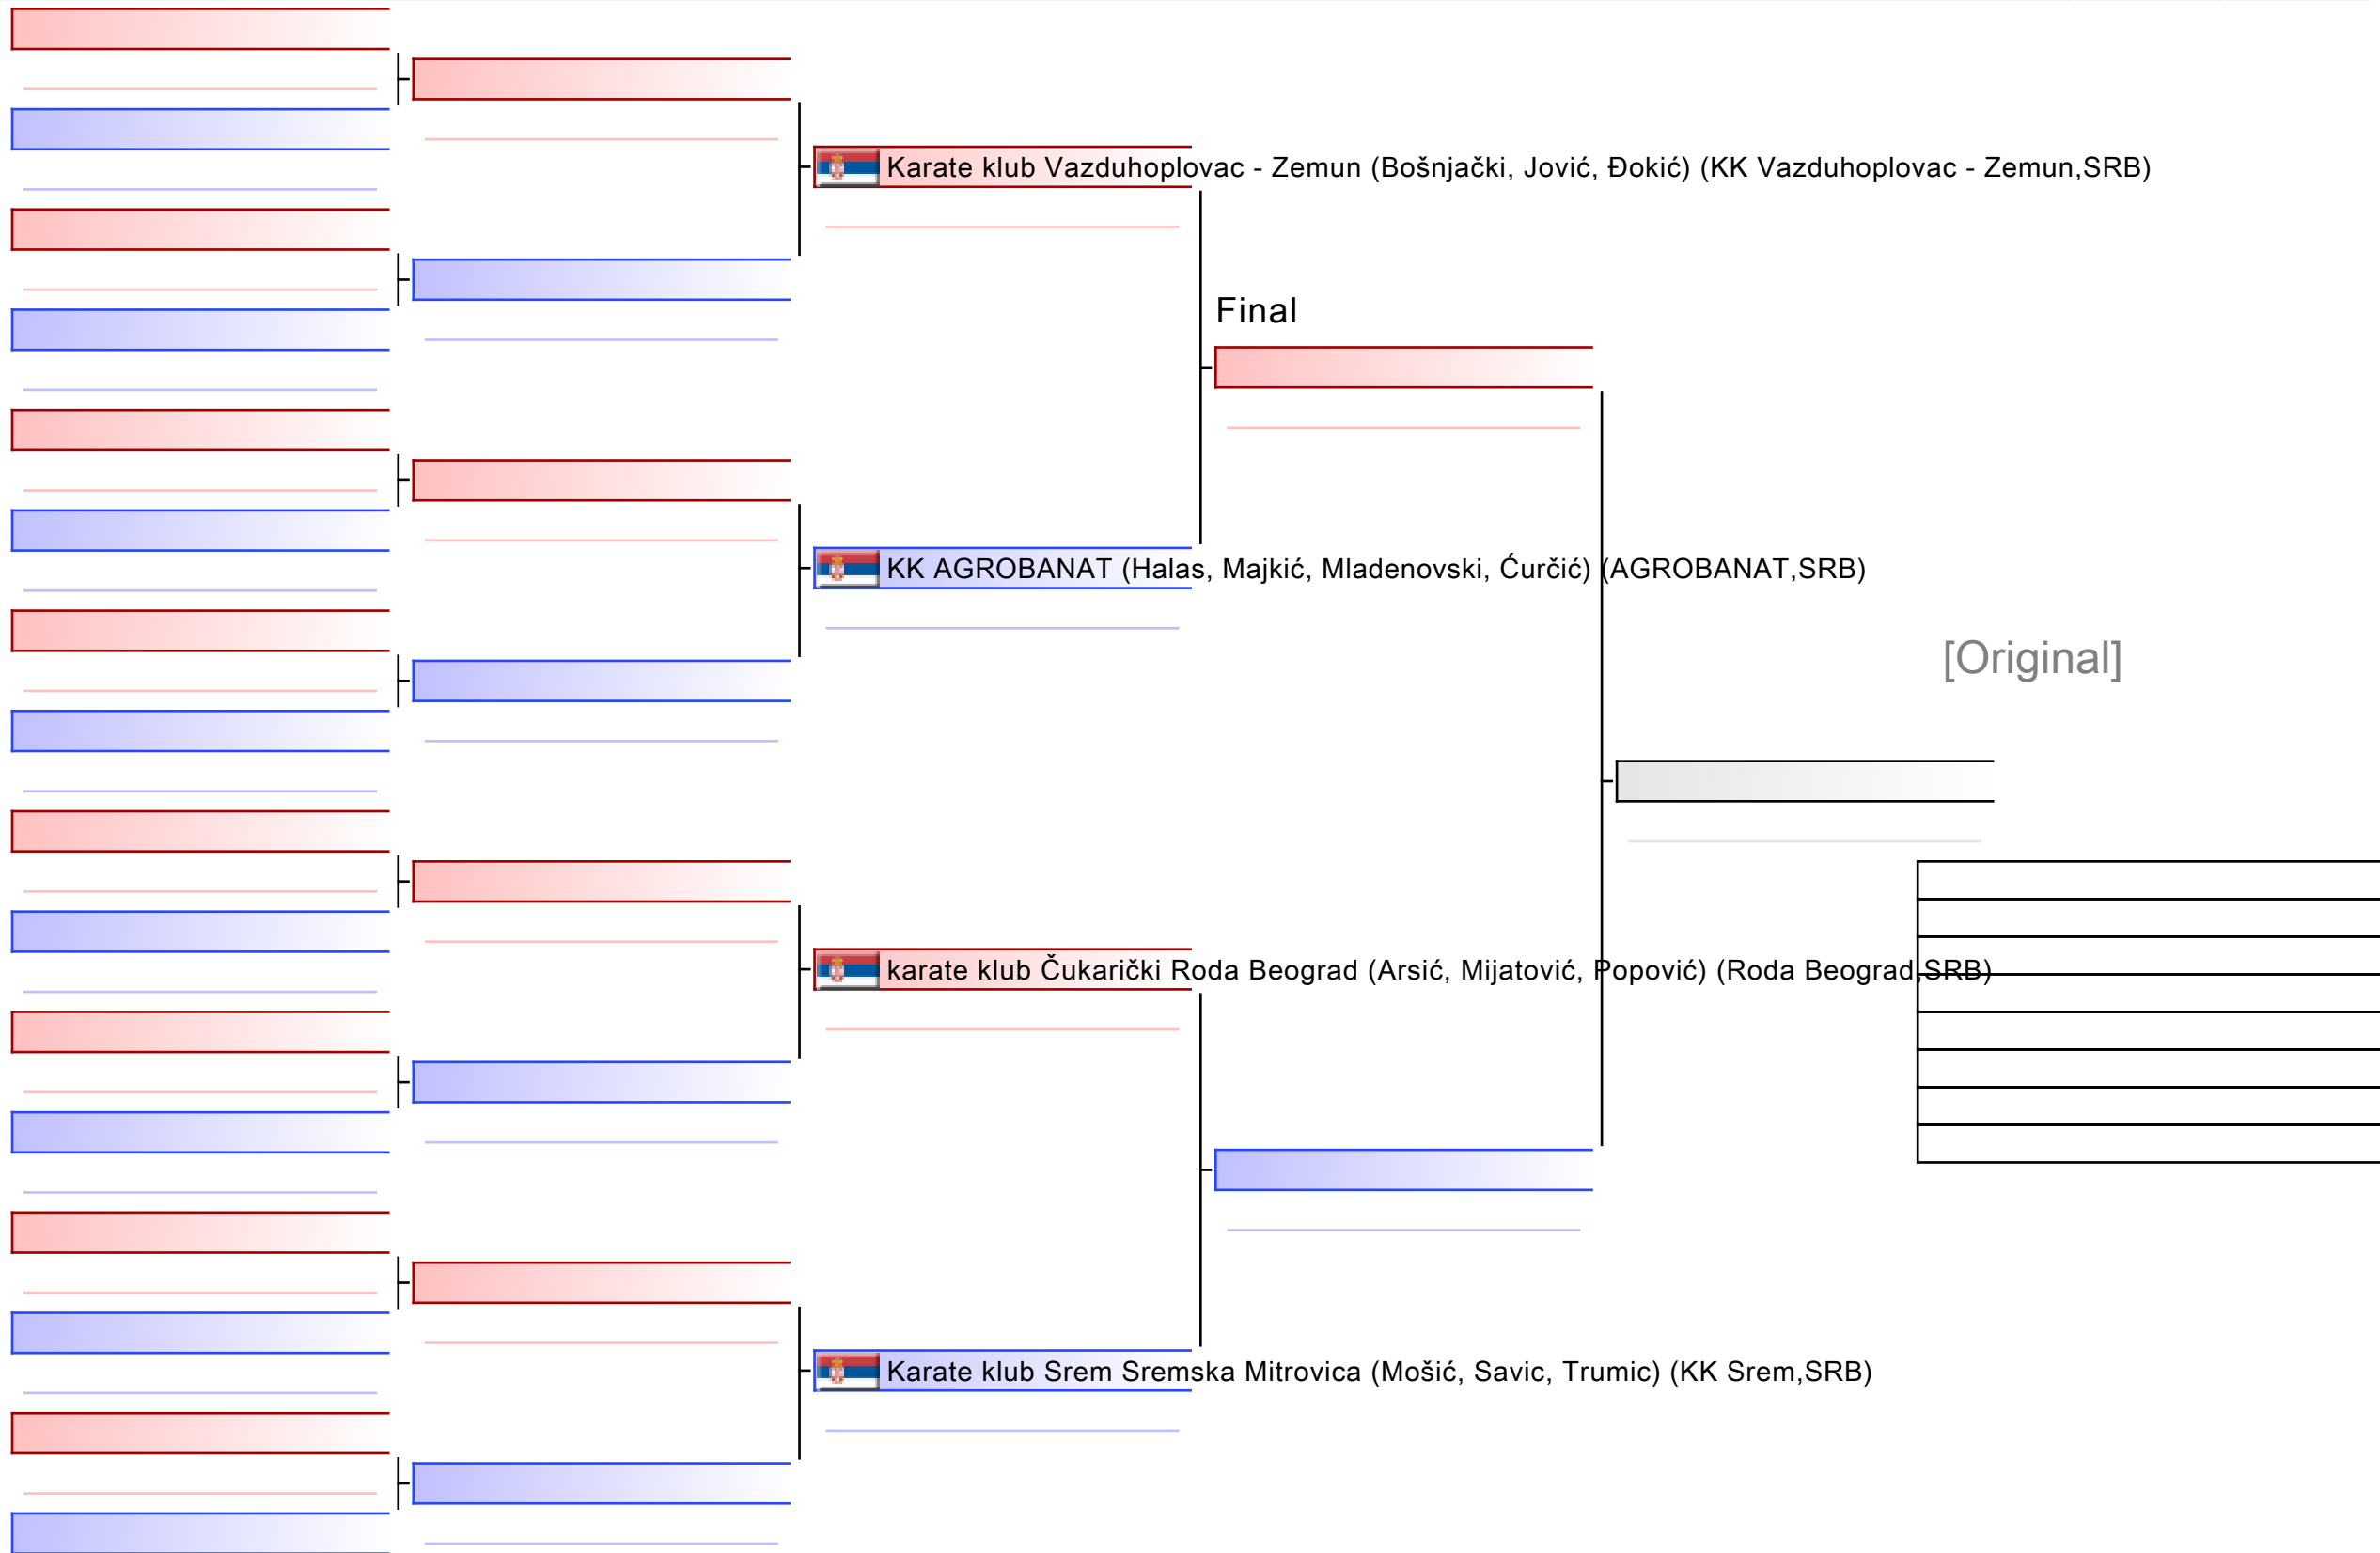 Karate klub Vazduhoplovac - Zemun (Bošnjački, Jović, Đokić) (KK Vazduhoplovac - Zemun,SRB)
Final
KK AGROBANAT (Halas, Majkić, Mladenovski, Ćurčić) (AGROBANAT,SRB)
[Original]
karate klub Čukarički Roda Beograd (Arsić, Mijatović, Popović) (Roda Beograd,SRB)
Karate klub Srem Sremska Mitrovica (Mošić, Savic, Trumic) (KK Srem,SRB)